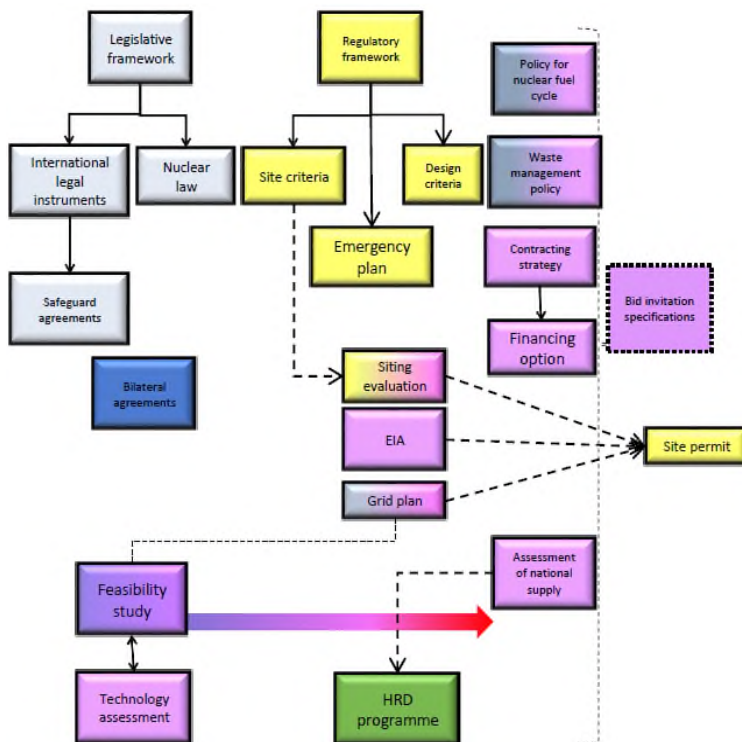 Legislative
framework
Regulatory
framework
Policy for
nuclear fuel
cycle
International
legal
instruments
Nuclear
law
Site criteria
Design
criteria
Waste
management
policy
Emergency
plan
Contracting
strategy
Safeguard
agreements
Bid invitation
specifications
Financing
option
Bilateral
agreements
Siting
evaluation
EIA
Site permit
Grid plan
Feasibility
study
Assessment
of national
supply
Technology
assessment
HRD
programme